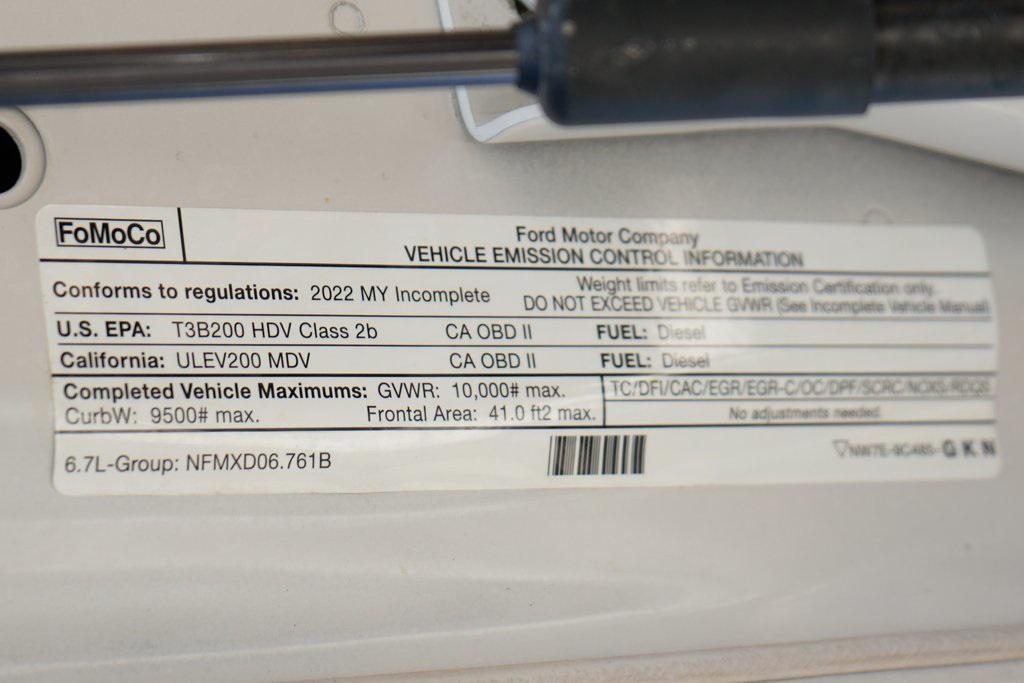 FoMoCo
Ford Motor Company
VEHICLE EMISSION CONTROL INFORMATION
Conforms to regulations: 2022 MY Incomplete
Weight limits refer to Emission Certification only.
DO NOT EXCEED VEHICLE GVWR (See Incomplete Vehicle Manual)
U.S. EPA: T3B200 HDV Class 2b CA OBD II FUEL: Diesel
California: ULEV200 MDV CA OBD II FUEL: Diesel
Completed Vehicle Maximums: GVWR: 10,000# max.
CurbW: 9500# max. Frontal Area: 41.0 ft2 max.
TC/DFI/CAC/EGR/EGR-C/OC/DPF/SCRC/NOXS/RDQS
No adjustments needed.
6.7L-Group: NFMXD06.761B
G K N